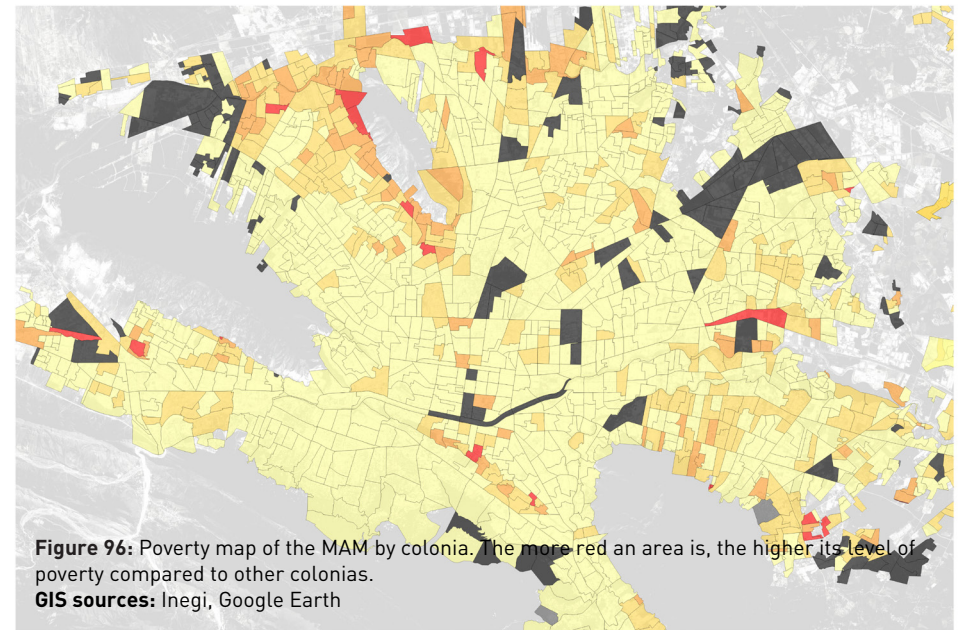 Figure 96: Poverty map of the MAM by colonia. The more red an area is, the higher its level of
poverty compared to other colonias.
GIS sources: Inegi, Google Earth